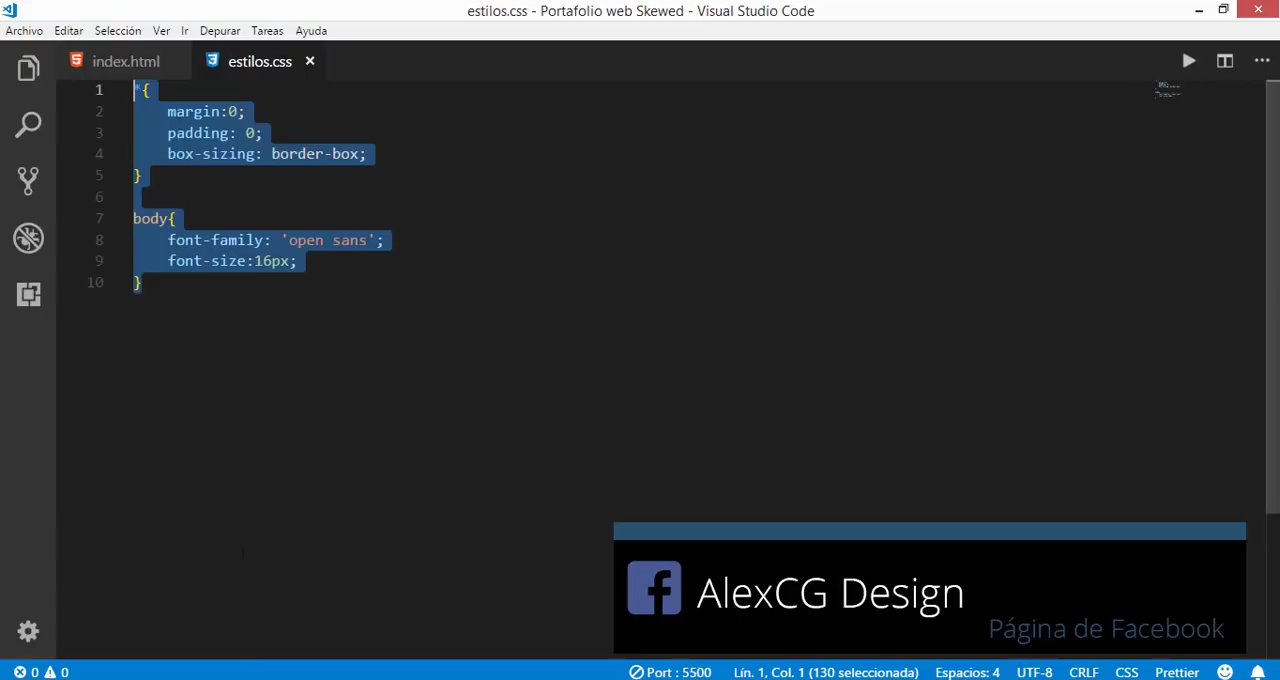 estilos.css - Portafolio web Skewed - Visual Studio Code
Archivo Editar Selección Ver Ir Depurar Tareas Ayuda
index.html estilos.css
1 *{
2 margin:0;
3 padding: 0;
4 box-sizing: border-box;
5 }
6
7 body{
8 font-family: 'open sans';
9 font-size:16px;
10 }
AlexCG Design
Página de Facebook
0 0 Port : 5500 Lín. 1, Col. 1 (130 seleccionada) Espacios: 4 UTF-8 CRLF CSS Prettier